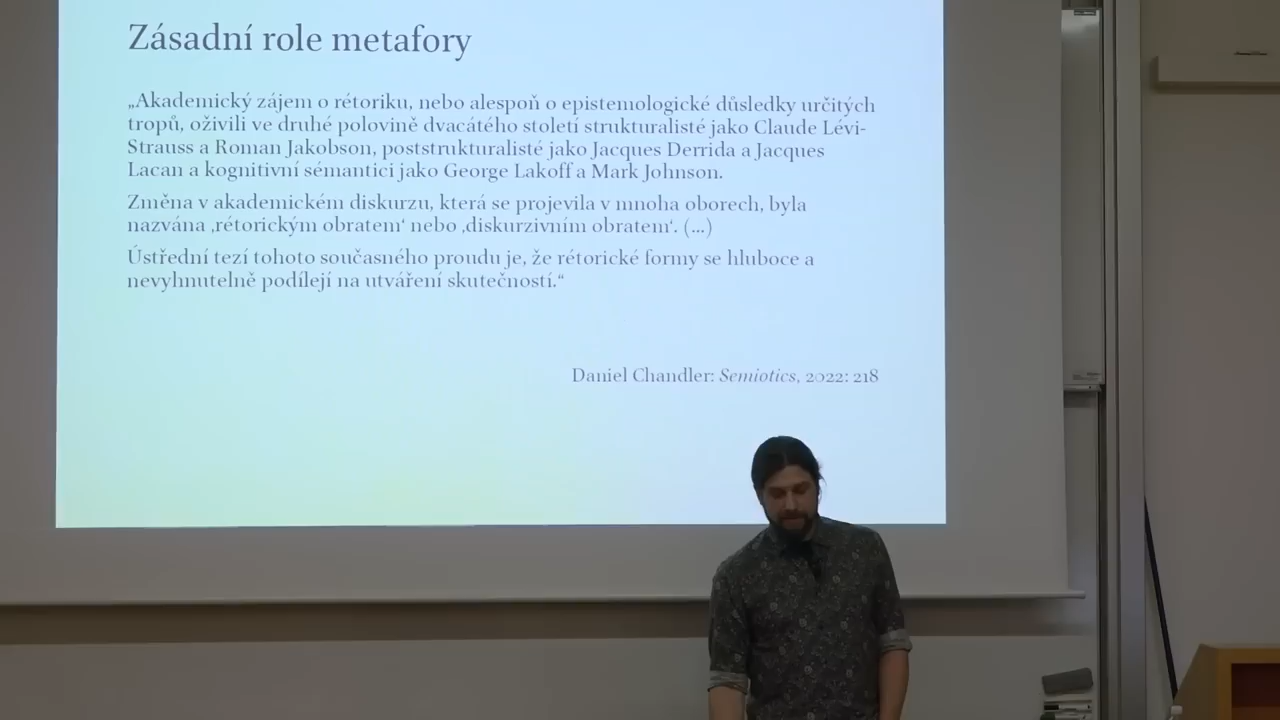 Zásadní role metafory
„Akademický zájem o rétoriku, nebo alespoň o epistemologické důsledky určitých
tropů, oživili ve druhé polovině dvacátého století strukturalisté jako Claude Lévi-
Strauss a Roman Jakobson, poststrukturalisté jako Jacques Derrida a Jacques
Lacan a kognitivní sémantici jako George Lakoff a Mark Johnson.
Změna v akademickém diskurzu, která se projevila v mnoha oborech, byla
nazvána ‚rétorickým obratem‘ nebo ‚diskurzivním obratem‘. (...)
Ústřední tezí tohoto současného proudu je, že rétorické formy se hluboce a
nevyhnutelně podílejí na utváření skutečností.“
Daniel Chandler: Semiotics, 2022: 218